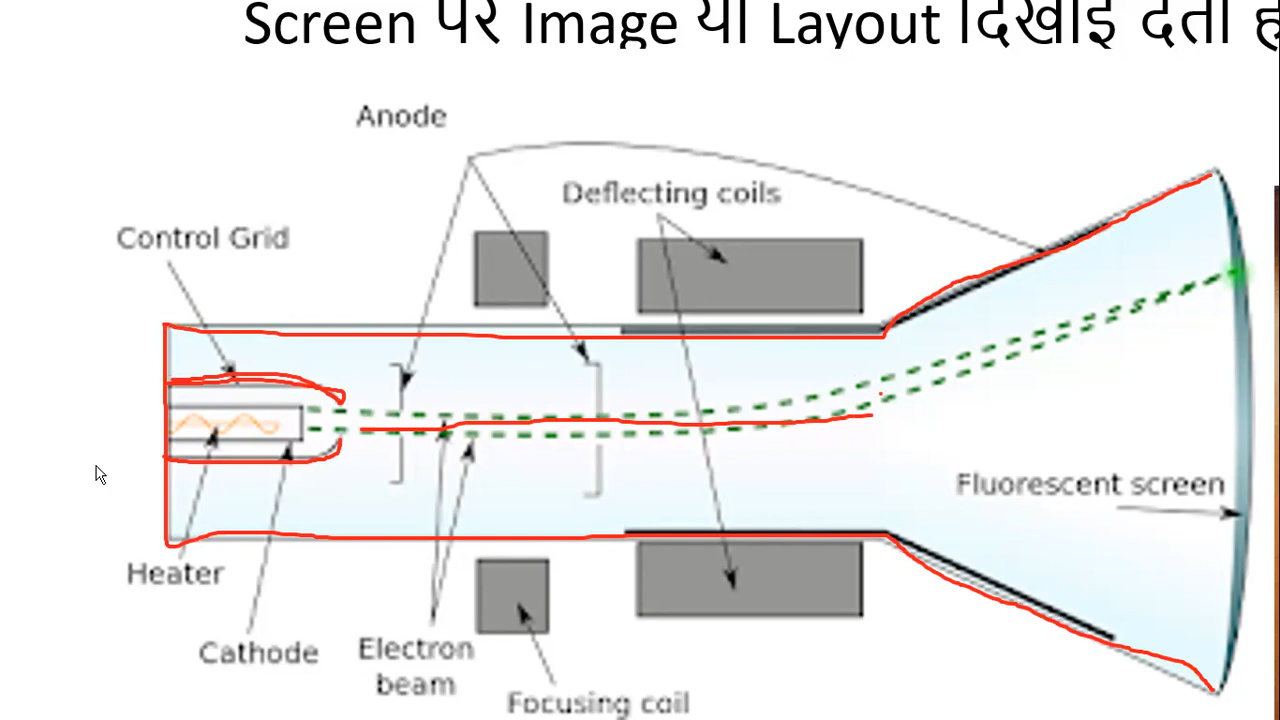 Screen पर Image या Layout दिखाई देता
Anode
Deflecting coils
Control Grid
Fluorescent screen
Heater
Cathode
Electron
beam
Focusing coil